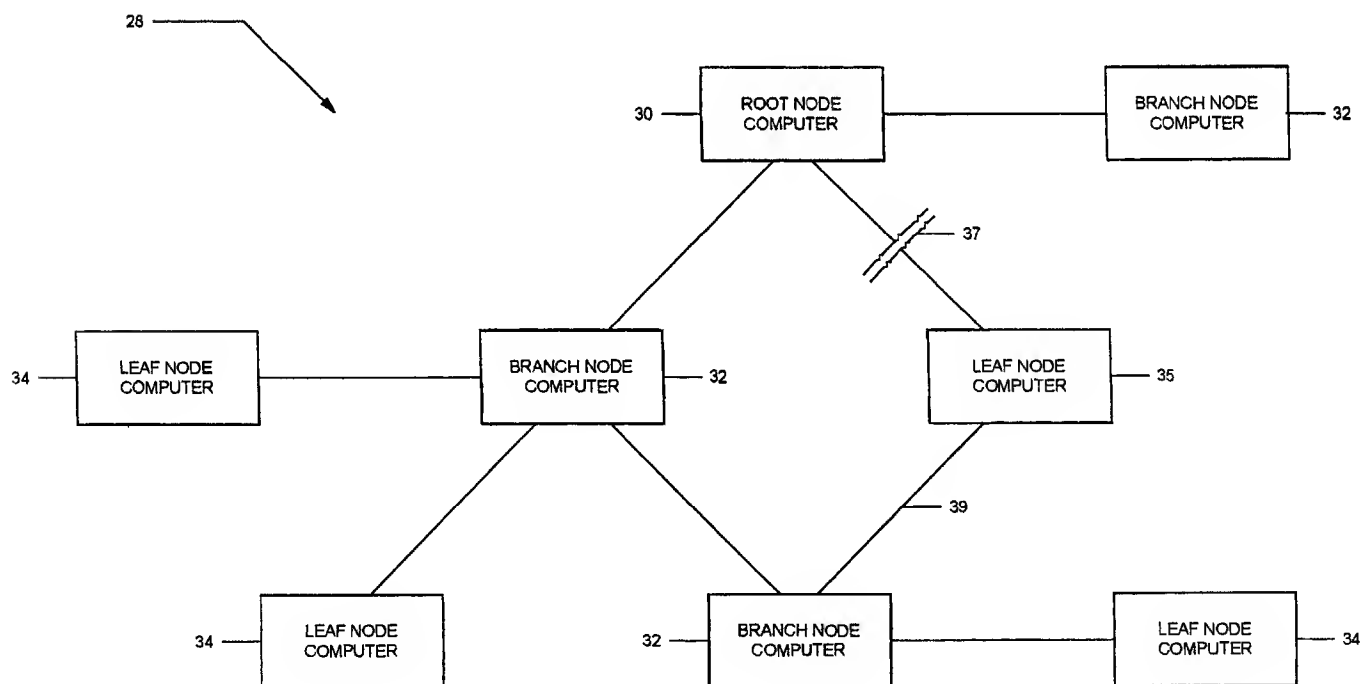 28
30
ROOT NODE
COMPUTER
BRANCH NODE
COMPUTER
32
37
34
LEAF NODE
COMPUTER
BRANCH NODE
COMPUTER
32
LEAF NODE
COMPUTER
35
39
34
LEAF NODE
COMPUTER
32
BRANCH NODE
COMPUTER
LEAF NODE
COMPUTER
34